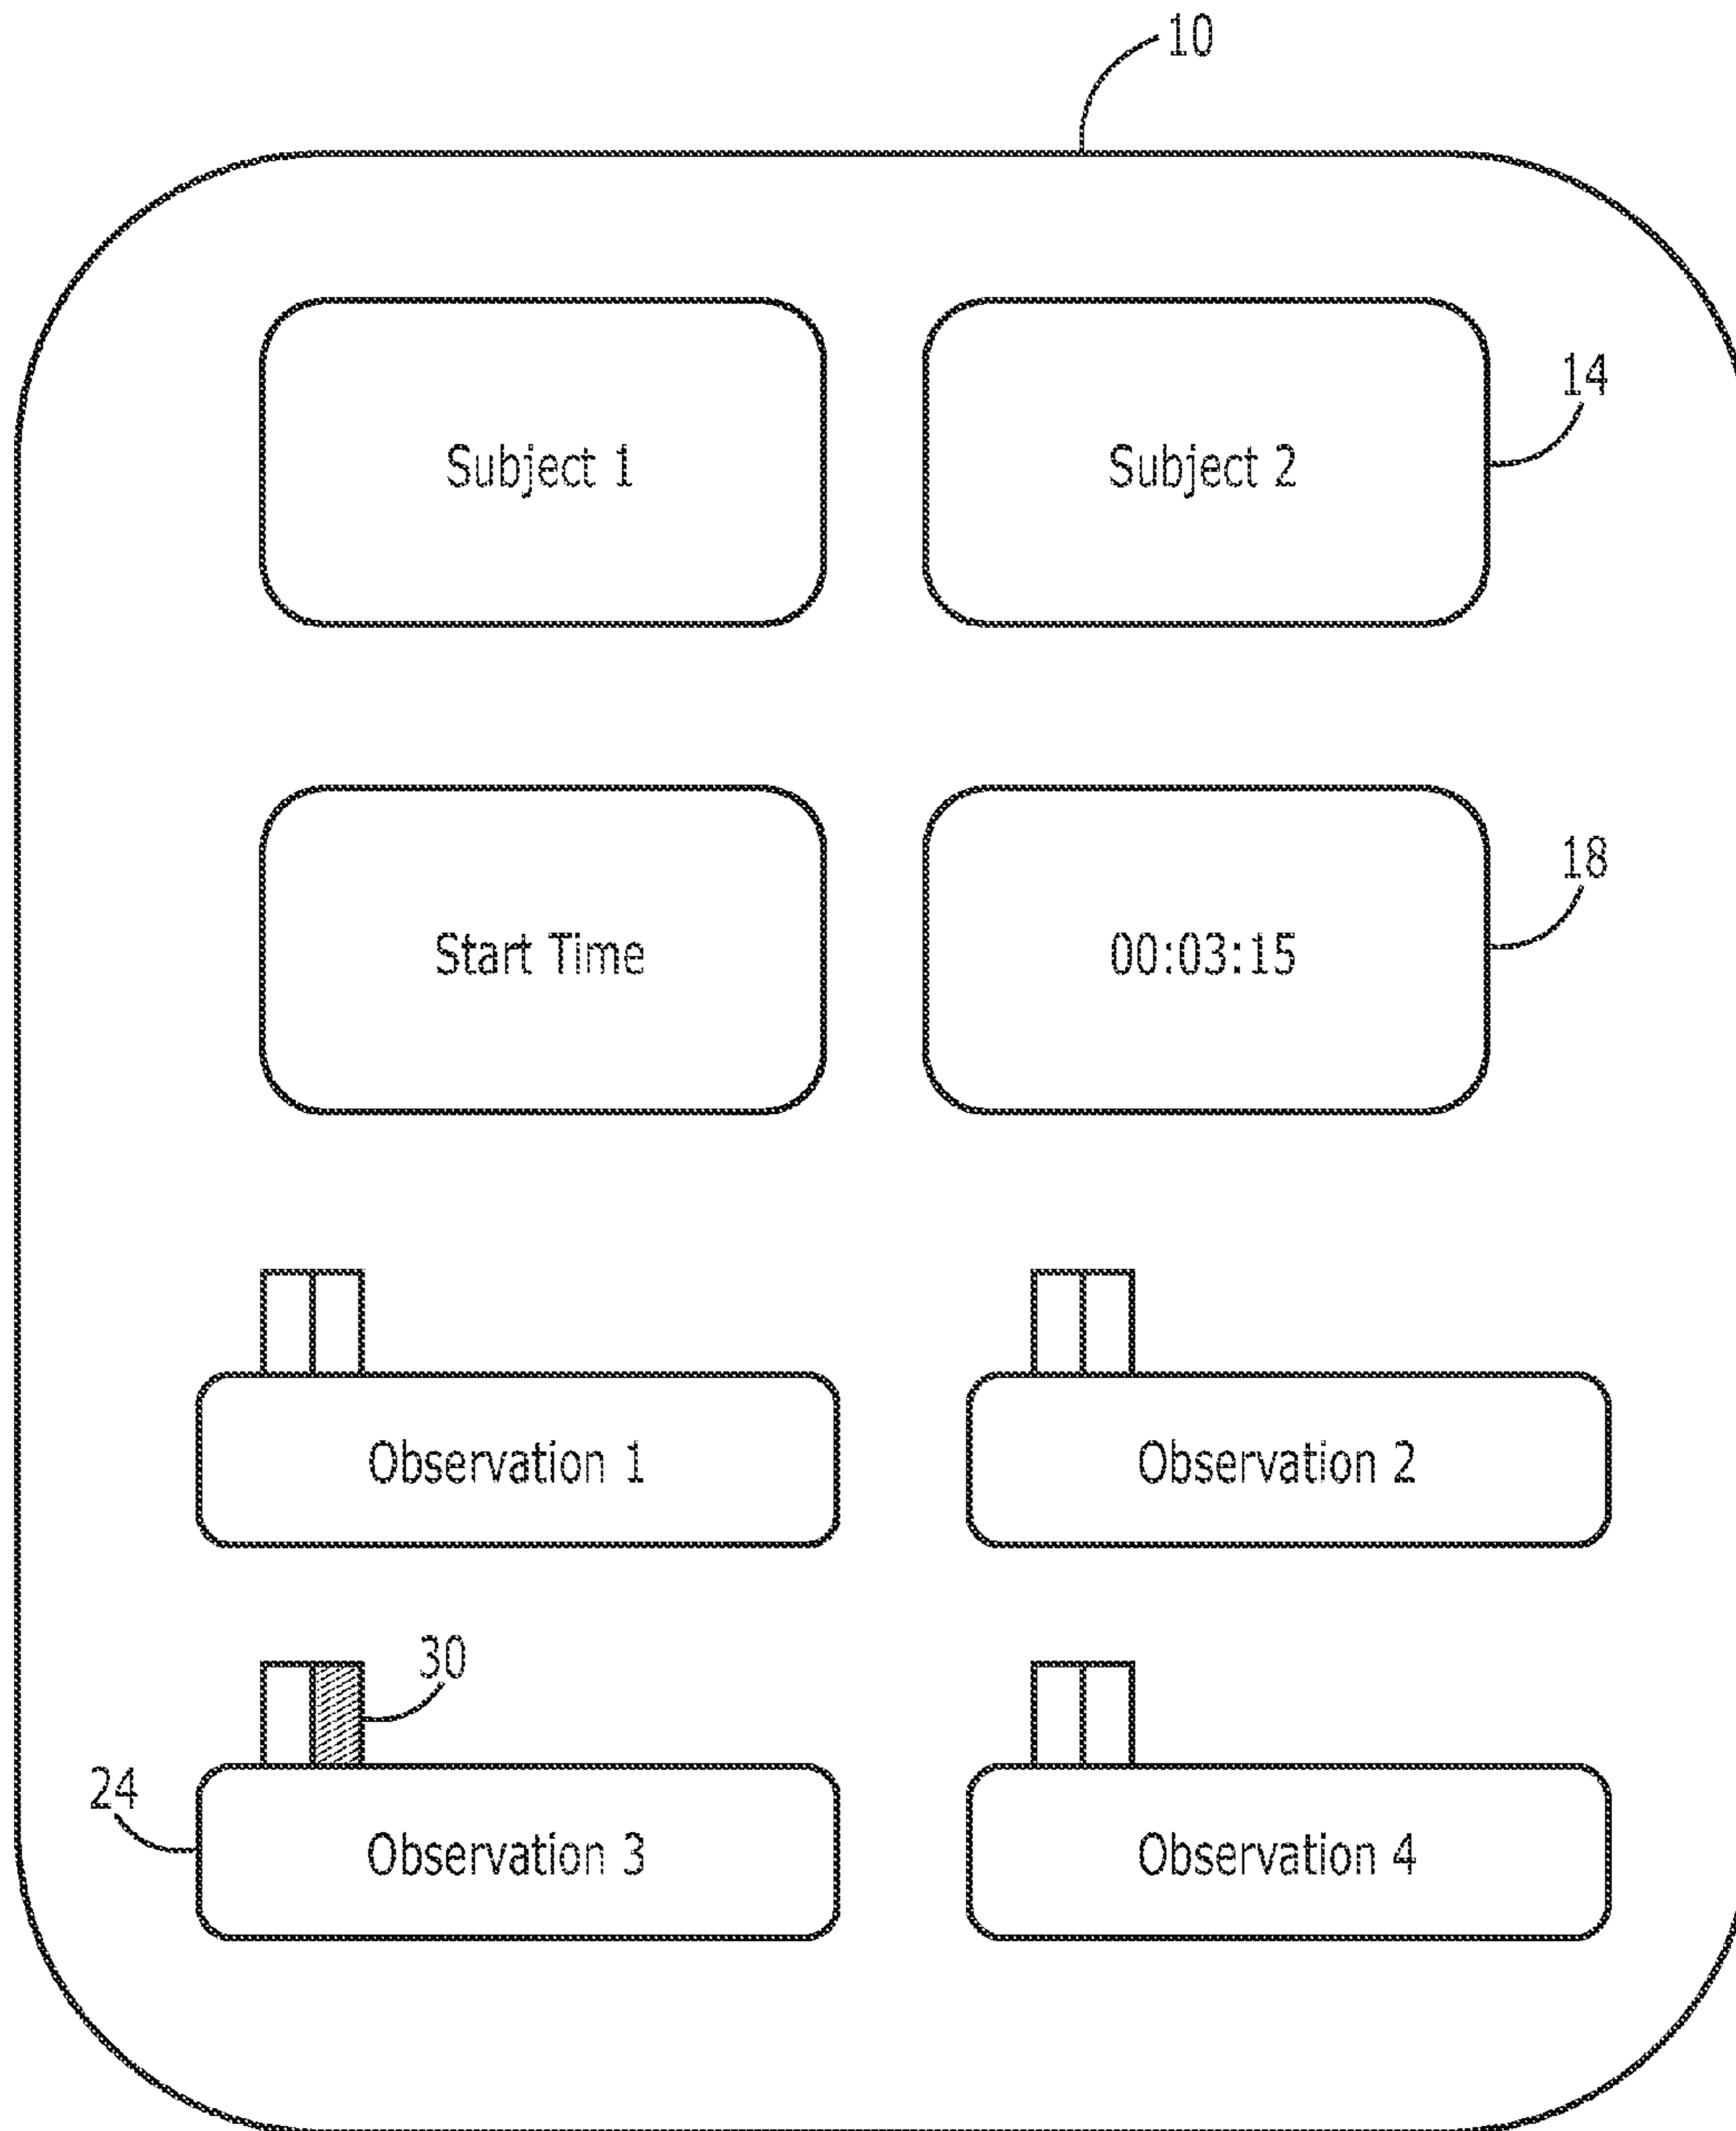 10
Subject 1
Subject 2
14
Start Time
00:03:15
18
Observation 1
Observation 2
30
24
Observation 3
Observation 4